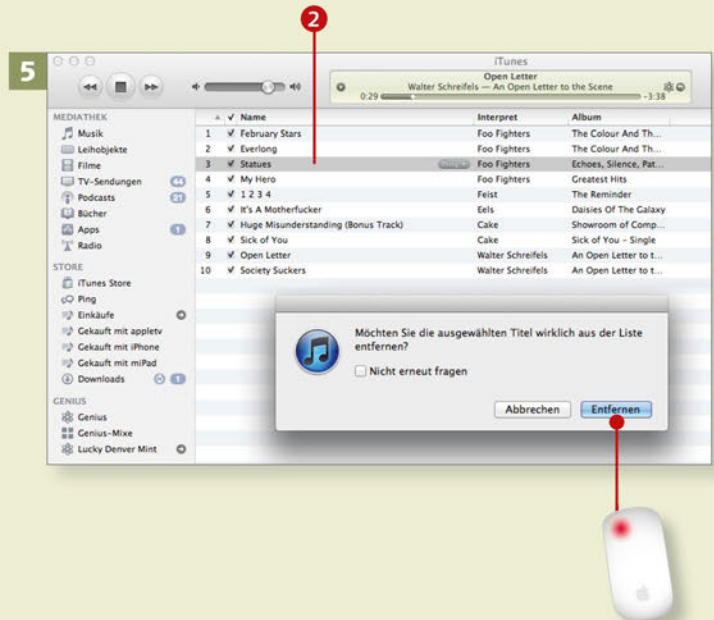 2
5
iTunes
Open Letter
Walter Schreifels — An Open Letter to the Scene
0:29 -3:38
MEDIATHEK
Musik
Leihobjekte
Filme
TV-Sendungen 44
Podcasts 21
Bücher
Apps 1
Radio
STORE
iTunes Store
Ping
Einkäufe
Gekauft mit appletv
Gekauft mit iPhone
Gekauft mit miPad
Downloads 1
GENIUS
Genius
Genius-Mixe
Lucky Denver Mint
Name Interpret Album
1 February Stars Foo Fighters The Colour And Th...
2 Everlong Foo Fighters The Colour And Th...
3 Statues Ping Foo Fighters Echoes, Silence, Pat...
4 My Hero Foo Fighters Greatest Hits
5 1 2 3 4 Feist The Reminder
6 It's A Motherfucker Eels Daisies Of The Galaxy
7 Huge Misunderstanding (Bonus Track) Cake Showroom of Comp...
8 Sick of You Cake Sick of You - Single
9 Open Letter Walter Schreifels An Open Letter to t...
10 Society Suckers Walter Schreifels An Open Letter to t...
Möchten Sie die ausgewählten Titel wirklich aus der Liste
entfernen?
Nicht erneut fragen
Abbrechen Entfernen